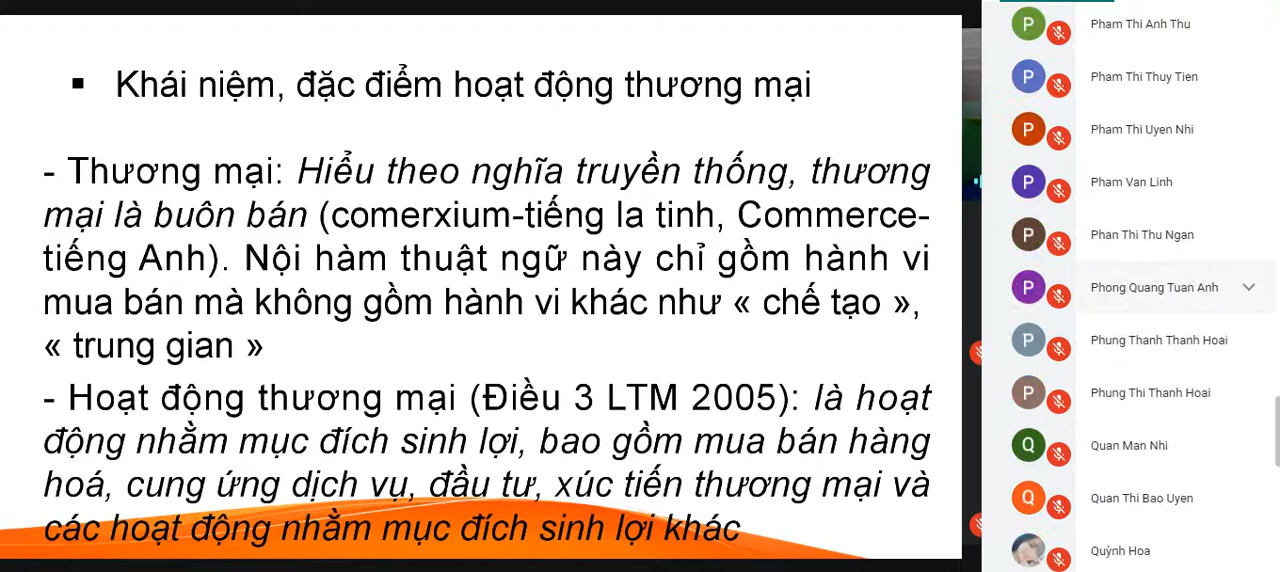 ▪ Khái niệm, đặc điểm hoạt động thương mại
- Thương mại: Hiểu theo nghĩa truyền thống, thương
mại là buôn bán (comerxium-tiếng la tinh, Commerce-
tiếng Anh). Nội hàm thuật ngữ này chỉ gồm hành vi
mua bán mà không gồm hành vi khác như « chế tạo »,
« trung gian »
- Hoạt động thương mại (Điều 3 LTM 2005): là hoạt
động nhằm mục đích sinh lợi, bao gồm mua bán hàng
hoá, cung ứng dịch vụ, đầu tư, xúc tiến thương mại và
các hoạt động nhằm mục đích sinh lợi khác
P Pham Thi Anh Thu
P Pham Thi Thuy Tien
P Pham Thi Uyen Nhi
P Pham Van Linh
P Phan Thi Thu Ngan
P Phong Quang Tuan Anh
P Phung Thanh Thanh Hoai
P Phung Thi Thanh Hoai
Q Quan Man Nhi
Q Quan Thi Bao Uyen
Quỳnh Hoa